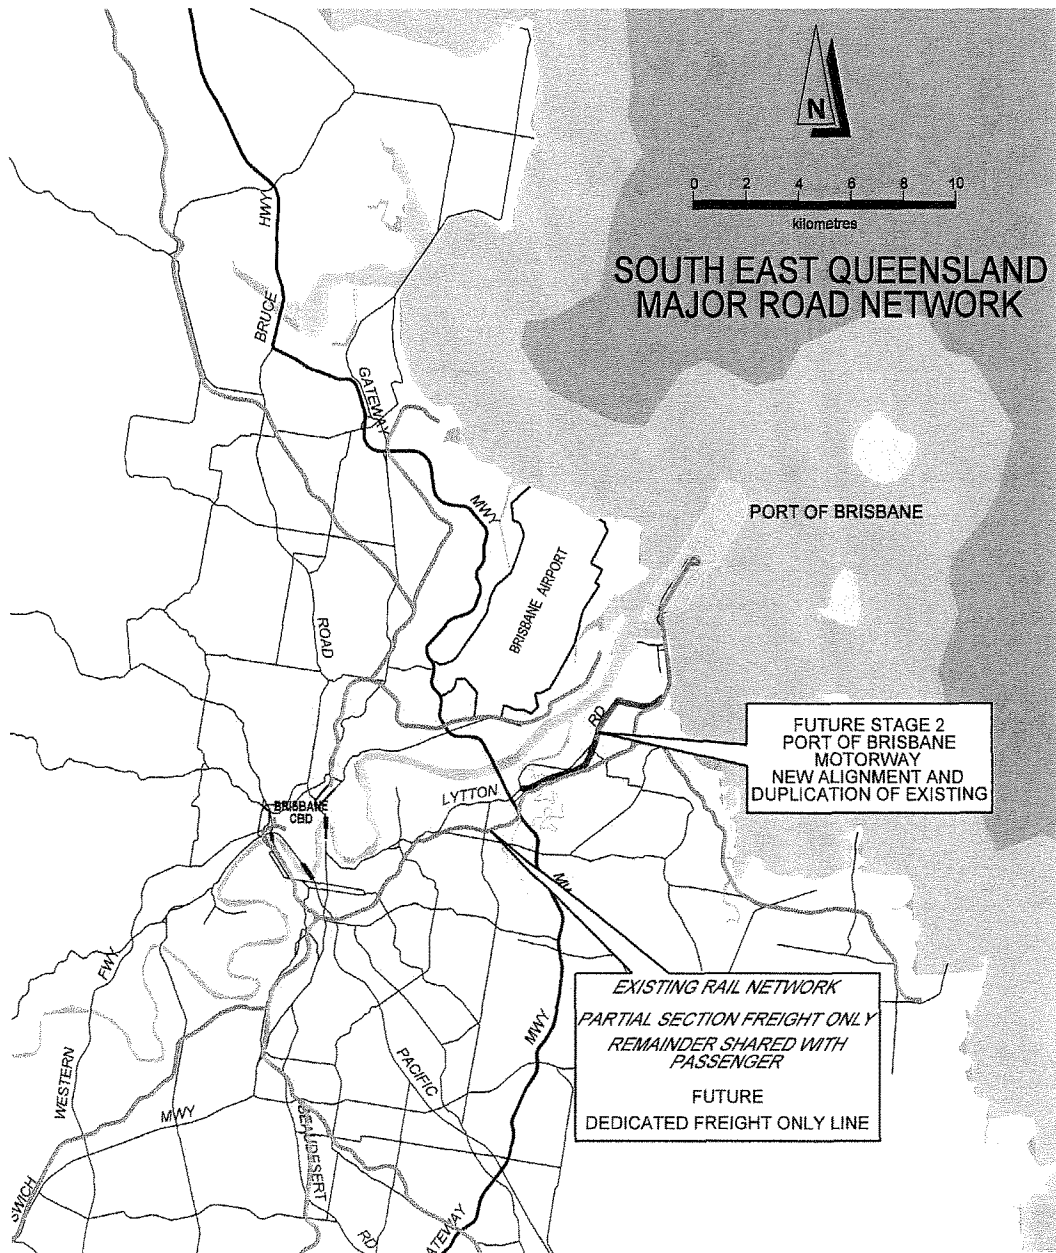 N
0 2 4 6 8 10
kilometres
SOUTH EAST QUEENSLAND
MAJOR ROAD NETWORK
HWY
BRUCE
GATEWAY
MWY
PORT OF BRISBANE
BRISBANE AIRPORT
ROAD
RD
FUTURE STAGE 2
PORT OF BRISBANE
MOTORWAY
NEW ALIGNMENT AND
DUPLICATION OF EXISTING
LYTTON
BRISBANE
CBD
FWY
EXISTING RAIL NETWORK
PARTIAL SECTION FREIGHT ONLY
REMAINDER SHARED WITH
PASSENGER
FUTURE
DEDICATED FREIGHT ONLY LINE
MWY
PACIFIC
WESTERN
MWY
BEAUDESERT
SWICH
RD
ATEWAY